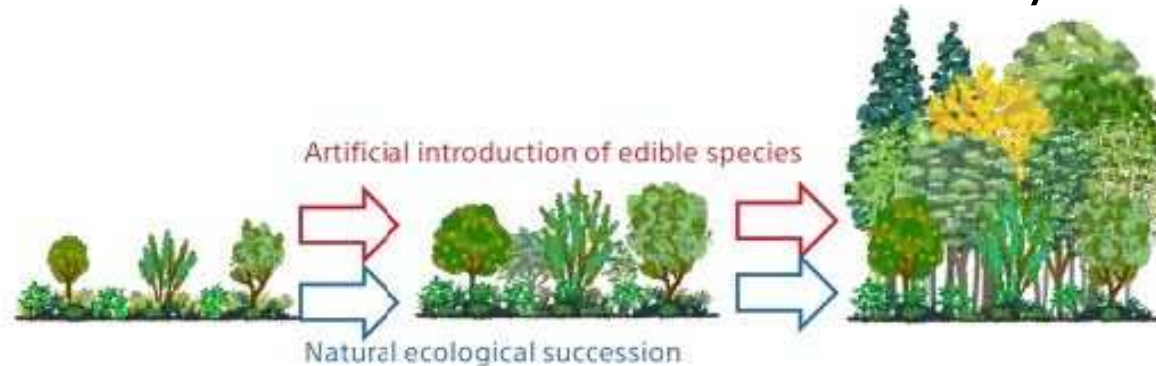 Artificial introduction of edible species
Natural ecological succession